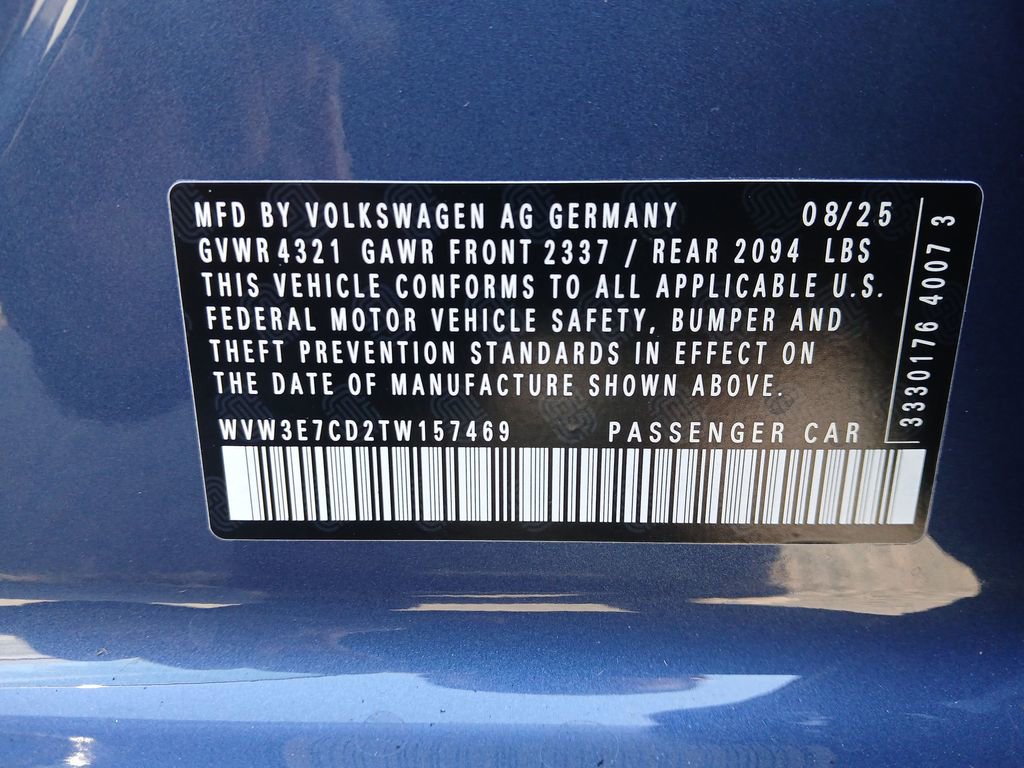 MFD BY VOLKSWAGEN AG GERMANY 08/25
GVWR 4321 GAWR FRONT 2337 / REAR 2094 LBS
THIS VEHICLE CONFORMS TO ALL APPLICABLE U.S.
FEDERAL MOTOR VEHICLE SAFETY, BUMPER AND
THEFT PREVENTION STANDARDS IN EFFECT ON
THE DATE OF MANUFACTURE SHOWN ABOVE.
WVW3E7CD2TW157469 PASSENGER CAR
3330176 4007 3